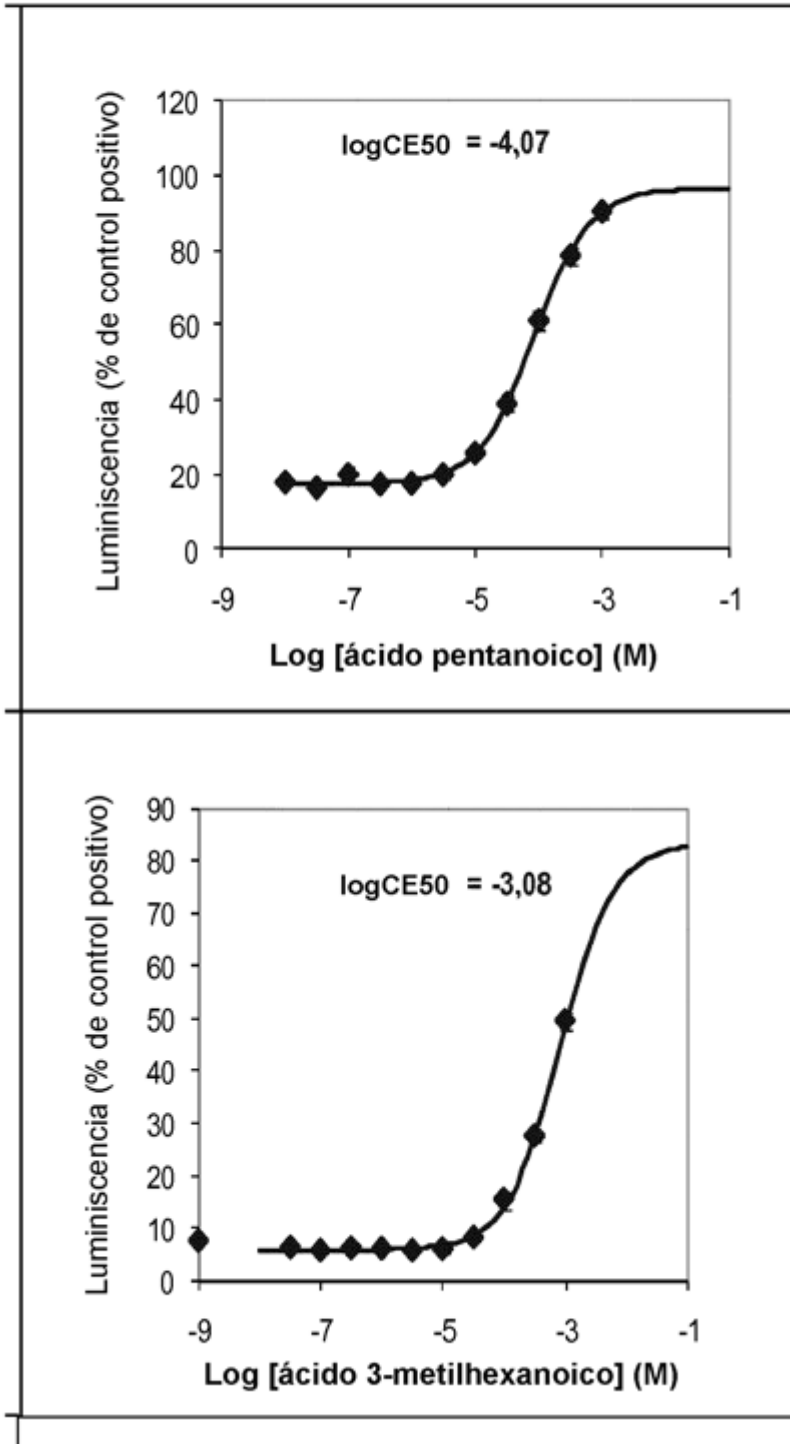 Luminiscencia (% de control positivo)
120
100
80
60
40
20
0
logCE50 = -4,07
-9 -7 -5 -3 -1
Log [ácido pentanoico] (M)
Luminiscencia (% de control positivo)
90
80
70
60
50
40
30
20
10
0
logCE50 = -3,08
-9 -7 -5 -3 -1
Log [ácido 3-metilhexanoico] (M)